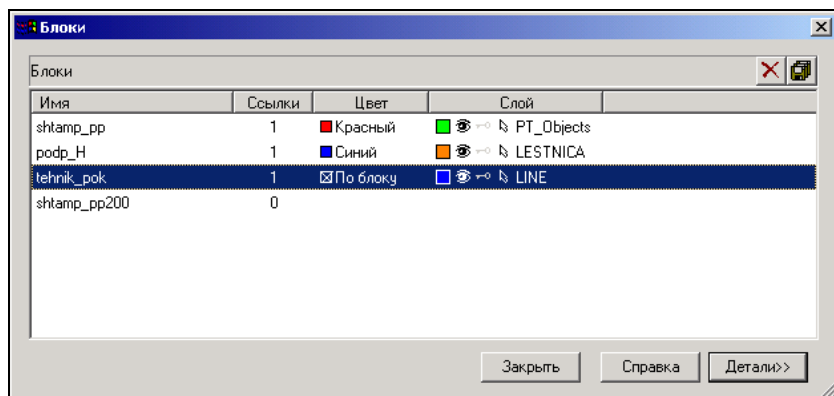 Блоки
Блоки
Имя Ссылки Цвет Слой
shtamp_pp 1 Красный PT_Objects
podp_H 1 Синий LESTNICA
tehnik_pok 1 По блоку LINE
shtamp_pp200 0
Закрыть Справка Детали>>